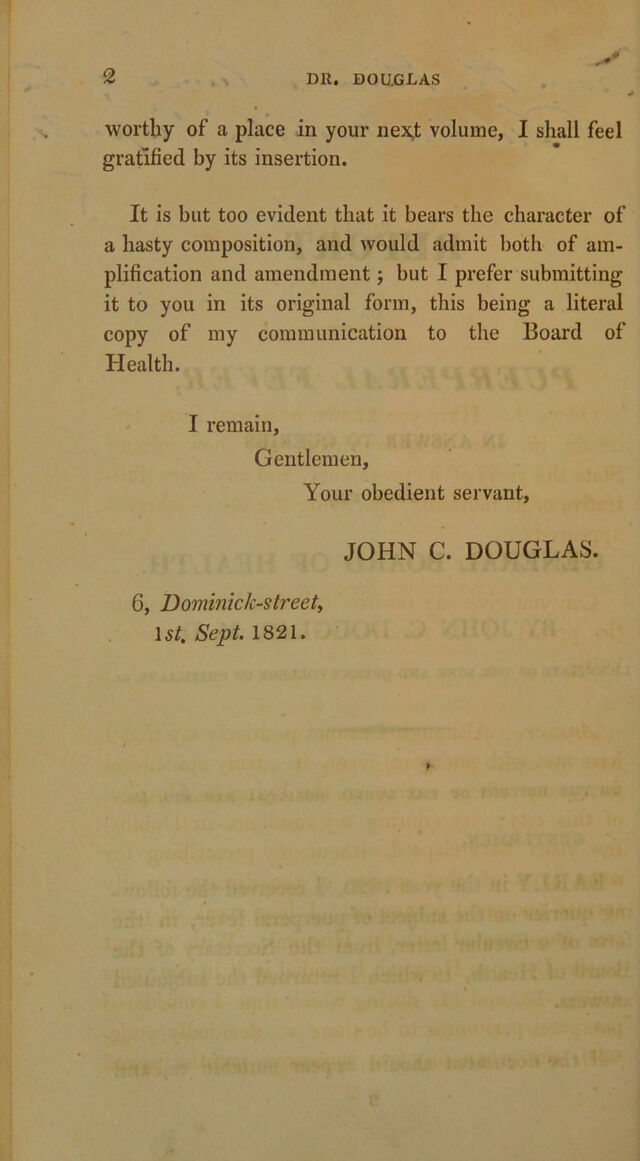 2 DR. DOUGLAS
worthy of a place in your next volume, I shall feel
gratified by its insertion.
It is but too evident that it bears the character of
a hasty composition, and would admit both of am-
plification and amendment; but I prefer submitting
it to you in its original form, this being a literal
copy of my communication to the Board of
Health.
I remain,
Gentlemen,
Your obedient servant,
JOHN C. DOUGLAS.
6, Dominick-street,
1st. Sept. 1821.